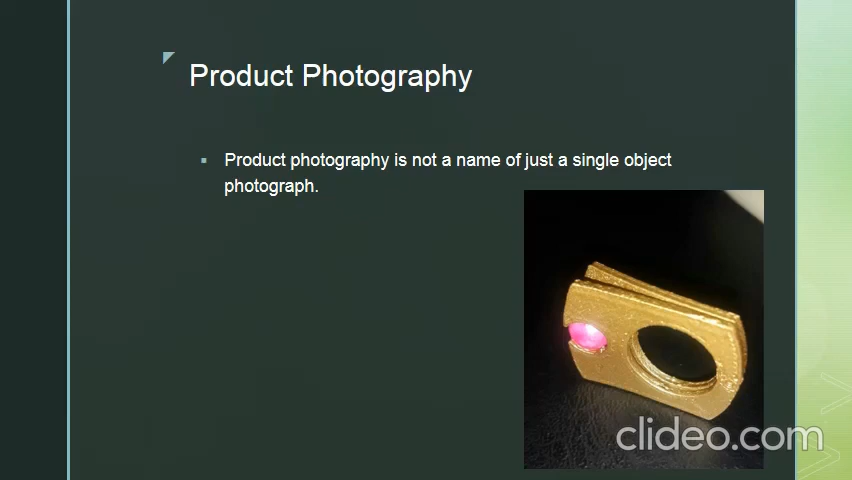 Product Photography
Product photography is not a name of just a single object
photograph.
clideo.com